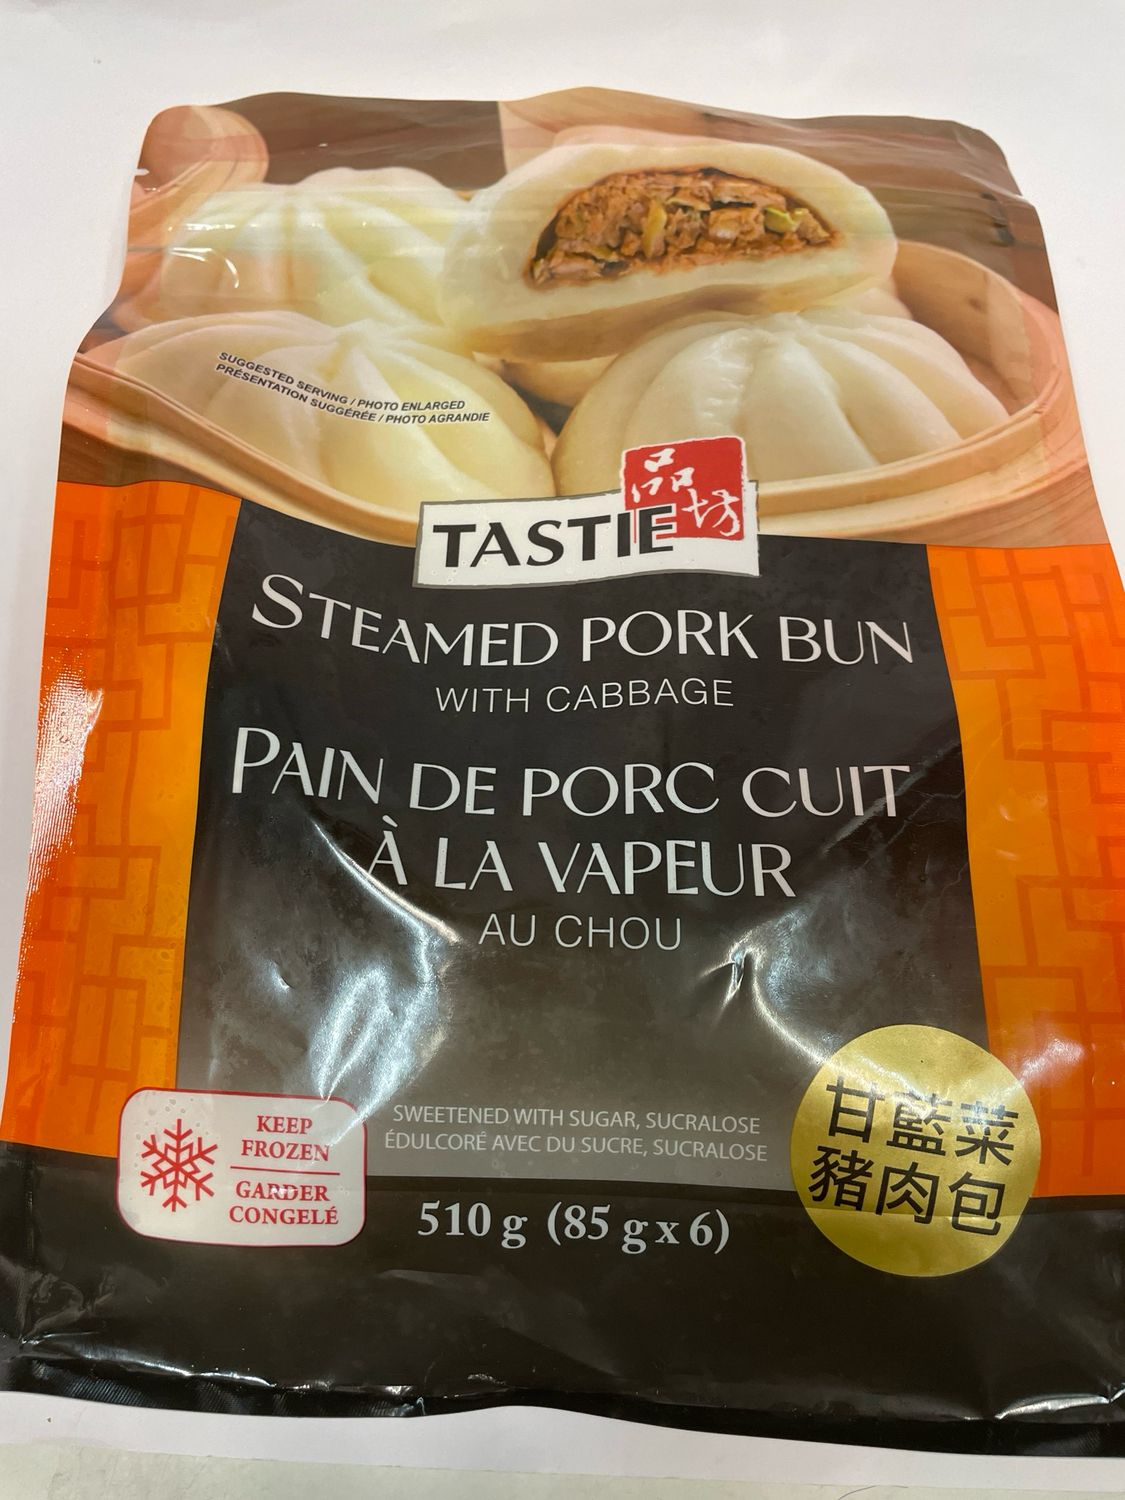 SUGGESTED SERVING / PHOTO ENLARGED
PRÉSENTATION SUGGÉRÉE / PHOTO AGRANDIE
品坊
TASTIE
STEAMED PORK BUN
WITH CABBAGE
PAIN DE PORC CUIT
À LA VAPEUR
AU CHOU
SWEETENED WITH SUGAR, SUCRALOSE
ÉDULCORÉ AVEC DU SUCRE, SUCRALOSE
KEEP
FROZEN
GARDER
CONGELÉ
510 g (85 g x 6)
甘藍菜
豬肉包